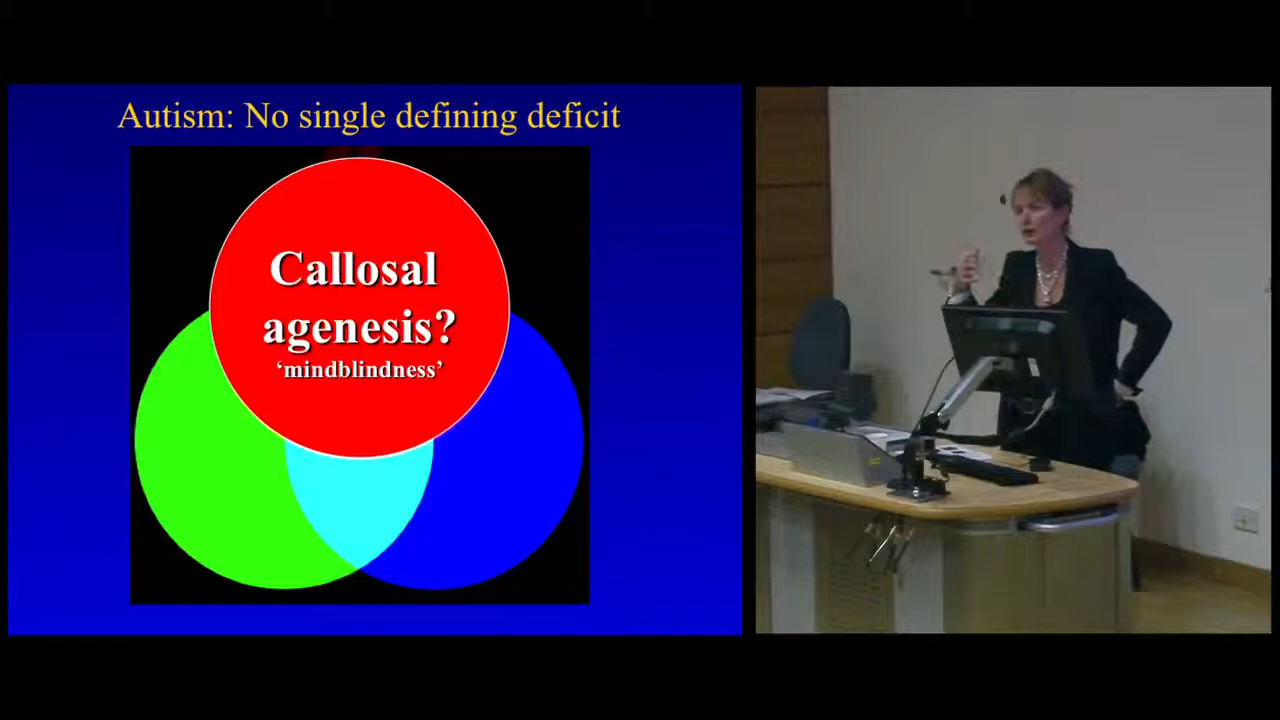 Autism: No single defining deficit
Callosal
agenesis?
‘mindblindness’